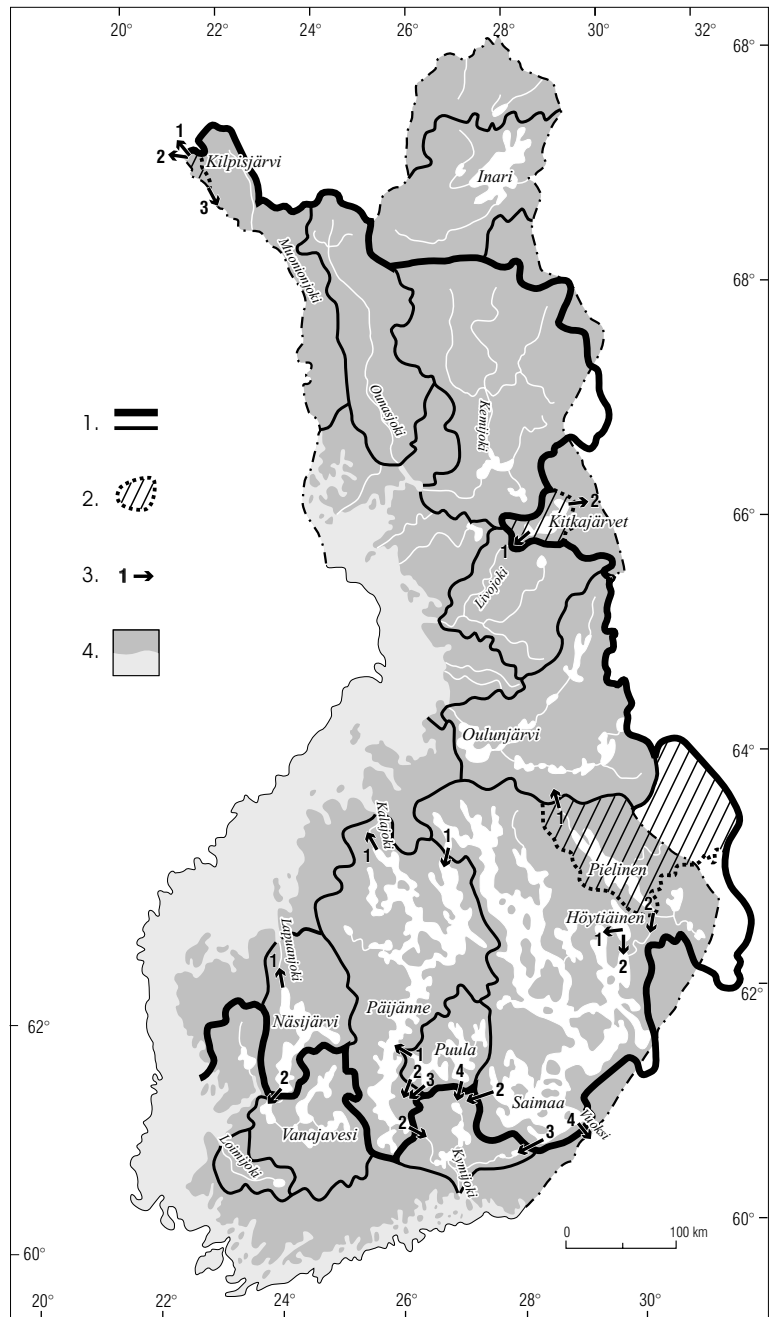 20° 22° 24° 26° 28° 30° 32°
68°
1
2
Kilpisjärvi
3
Inari
Muonionjoki
68°
Ounasjoki
Kemijoki
1.
2.
2
Kitkajärvet
66°
1
3. 1
Livojoki
4.
Oulunjärvi
64°
Kalajoki
1
1
1
Pielinen
2
Höytiäinen
1
2
Lapuanjoki
1
62°
62°
Näsijärvi
Päijänne
Puula
1
2
3
4
2
2
Saimaa
4
Viroksi
3
2
Vanajavesi
Loimijoki
Kymijoki
60°
0 100 km
60°
20° 22° 24° 26° 28° 30°